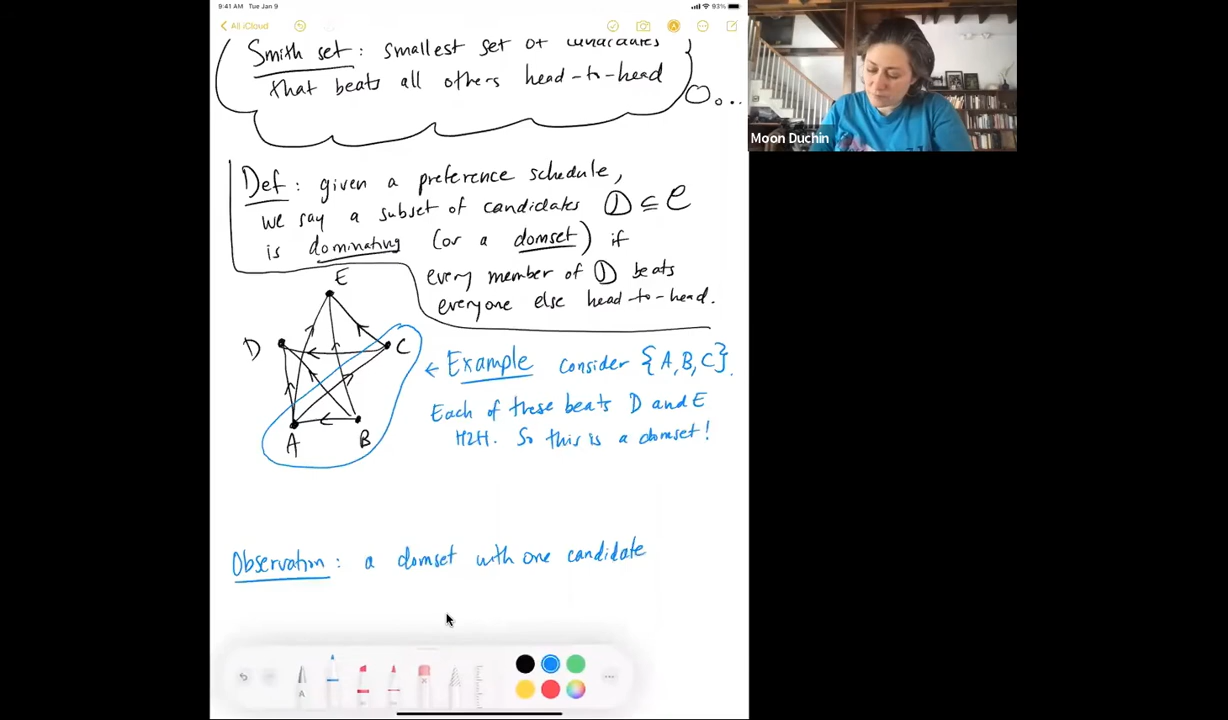 9:41 AM Tue Jan 9
93%
All iCloud
Smith set: smallest set of candidates
that beats all others head-to-head
Def: given a preference schedule,
we say a subset of candidates D ⊆ C
is dominating (or a domset) if
every member of D beats
everyone else head-to-head.
E
D
C
A
B
← Example consider {A,B,C}.
Each of these beats D and E
H2H. So this is a domset!
Observation: a domset with one candidate
A
Moon Duchin